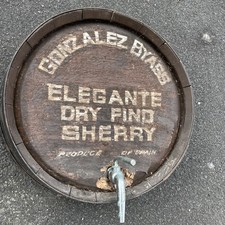 GONZALEZ BYASS
ELEGANTE
DRY FINO
SHERRY
PRODUCE OF SPAIN